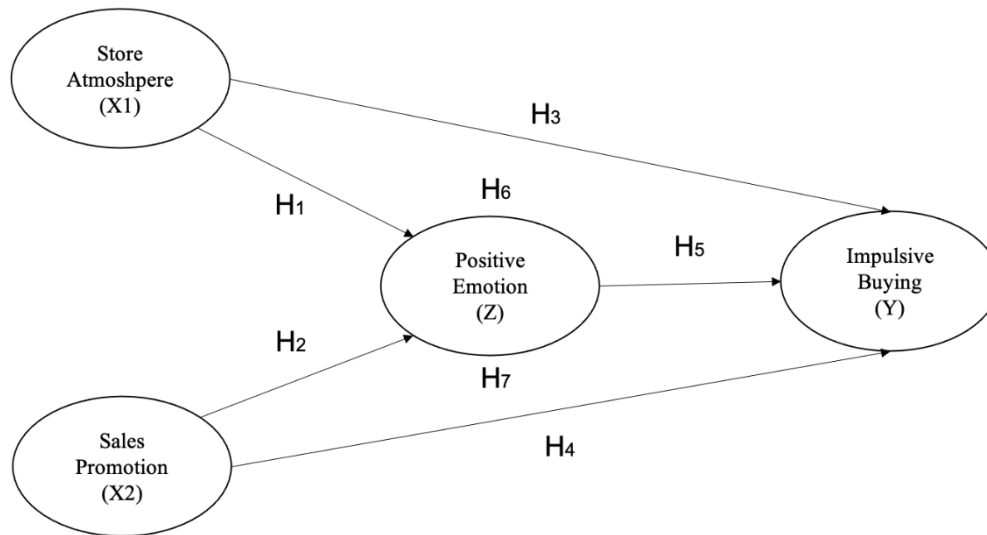 Store
Atmoshpere
(X1)
H3
H1
H6
Positive
Emotion
(Z)
H5
Impulsive
Buying
(Y)
H2
H7
H4
Sales
Promotion
(X2)